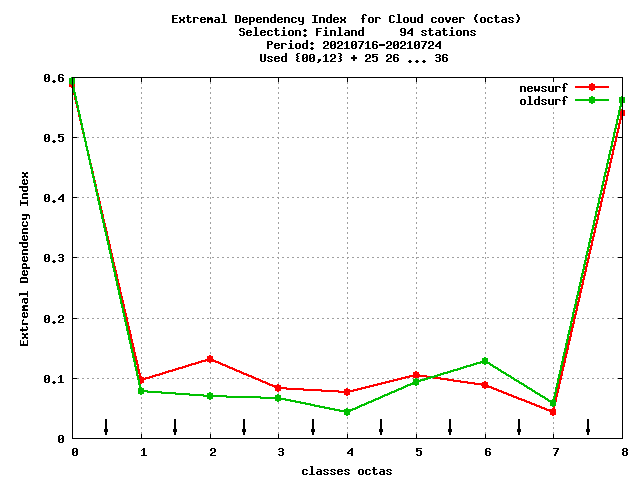 Extremal Dependency Index  for Cloud cover (octas)
Selection: Finland     94 stations
Period: 20210716-20210724
Used {00,12} + 25 26 ... 36
newsurf
oldsurf
Extremal Dependency Index
0.6
0.5
0.4
0.3
0.2
0.1
0
0 1 2 3 4 5 6 7 8
classes octas